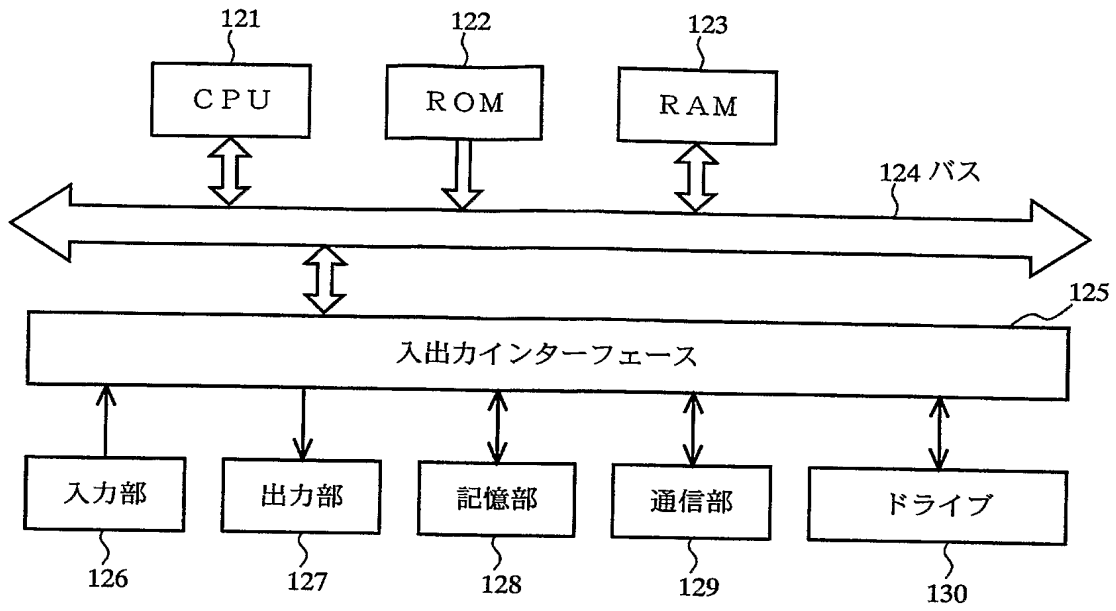 121
122
123
CPU
ROM
RAM
124 バス
125
入出力インターフェース
入力部
出力部
記憶部
通信部
ドライブ
126
127
128
129
130